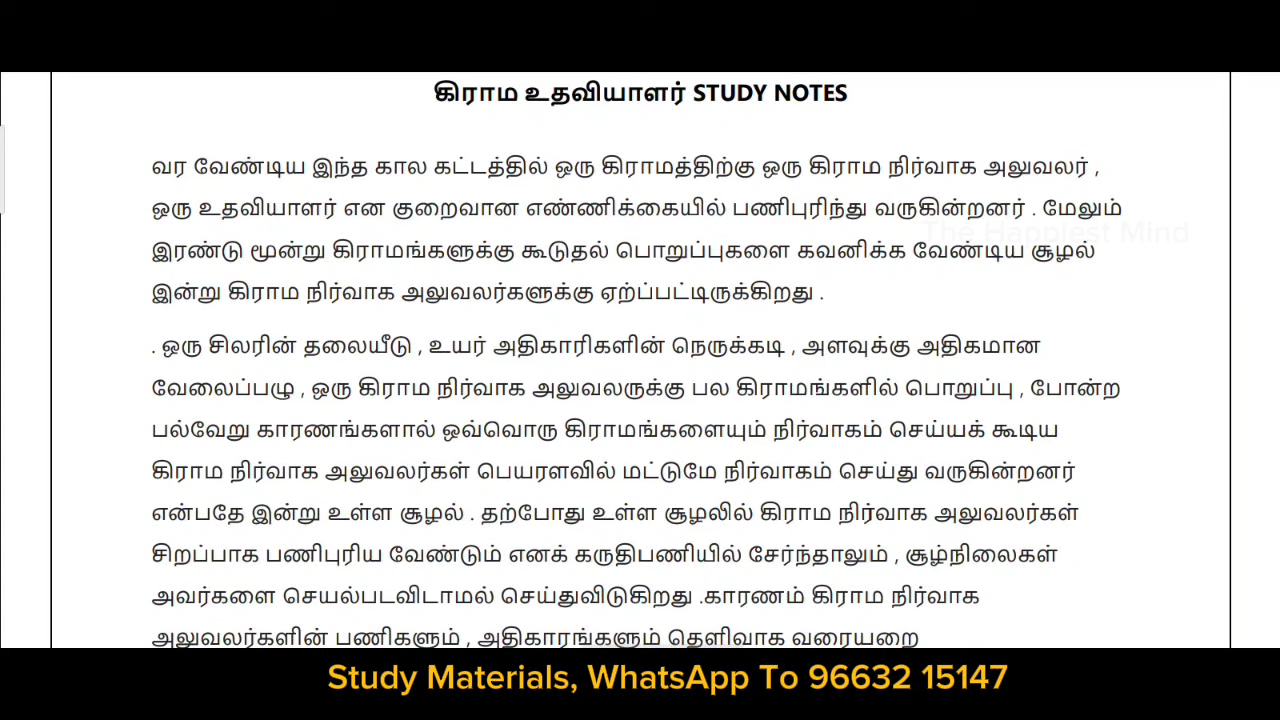 கிராம உதவியாளர் STUDY NOTES
வர வேண்டிய இந்த கால கட்டத்தில் ஒரு கிராமத்திற்கு ஒரு கிராம நிர்வாக அலுவலர் ,
ஒரு உதவியாளர் என குறைவான எண்ணிக்கையில் பணிபுரிந்து வருகின்றனர் . மேலும்
The Happiest Mind
இரண்டு மூன்று கிராமங்களுக்கு கூடுதல் பொறுப்புகளை கவனிக்க வேண்டிய சூழல்
இன்று கிராம நிர்வாக அலுவலர்களுக்கு ஏற்ப்பட்டிருக்கிறது .
. ஒரு சிலரின் தலையீடு , உயர் அதிகாரிகளின் நெருக்கடி , அளவுக்கு அதிகமான
வேலைப்பழு , ஒரு கிராம நிர்வாக அலுவலருக்கு பல கிராமங்களில் பொறுப்பு , போன்ற
பல்வேறு காரணங்களால் ஒவ்வொரு கிராமங்களையும் நிர்வாகம் செய்யக் கூடிய
கிராம நிர்வாக அலுவலர்கள் பெயரளவில் மட்டுமே நிர்வாகம் செய்து வருகின்றனர்
என்பதே இன்று உள்ள சூழல் . தற்போது உள்ள சூழலில் கிராம நிர்வாக அலுவலர்கள்
சிறப்பாக பணிபுரிய வேண்டும் எனக் கருதிபணியில் சேர்ந்தாலும் , சூழ்நிலைகள்
அவர்களை செயல்படவிடாமல் செய்துவிடுகிறது .காரணம் கிராம நிர்வாக
அலுவலர்களின் பணிகளும் , அதிகாரங்களும் தெளிவாக வரையறை
Study Materials, WhatsApp To 96632 15147